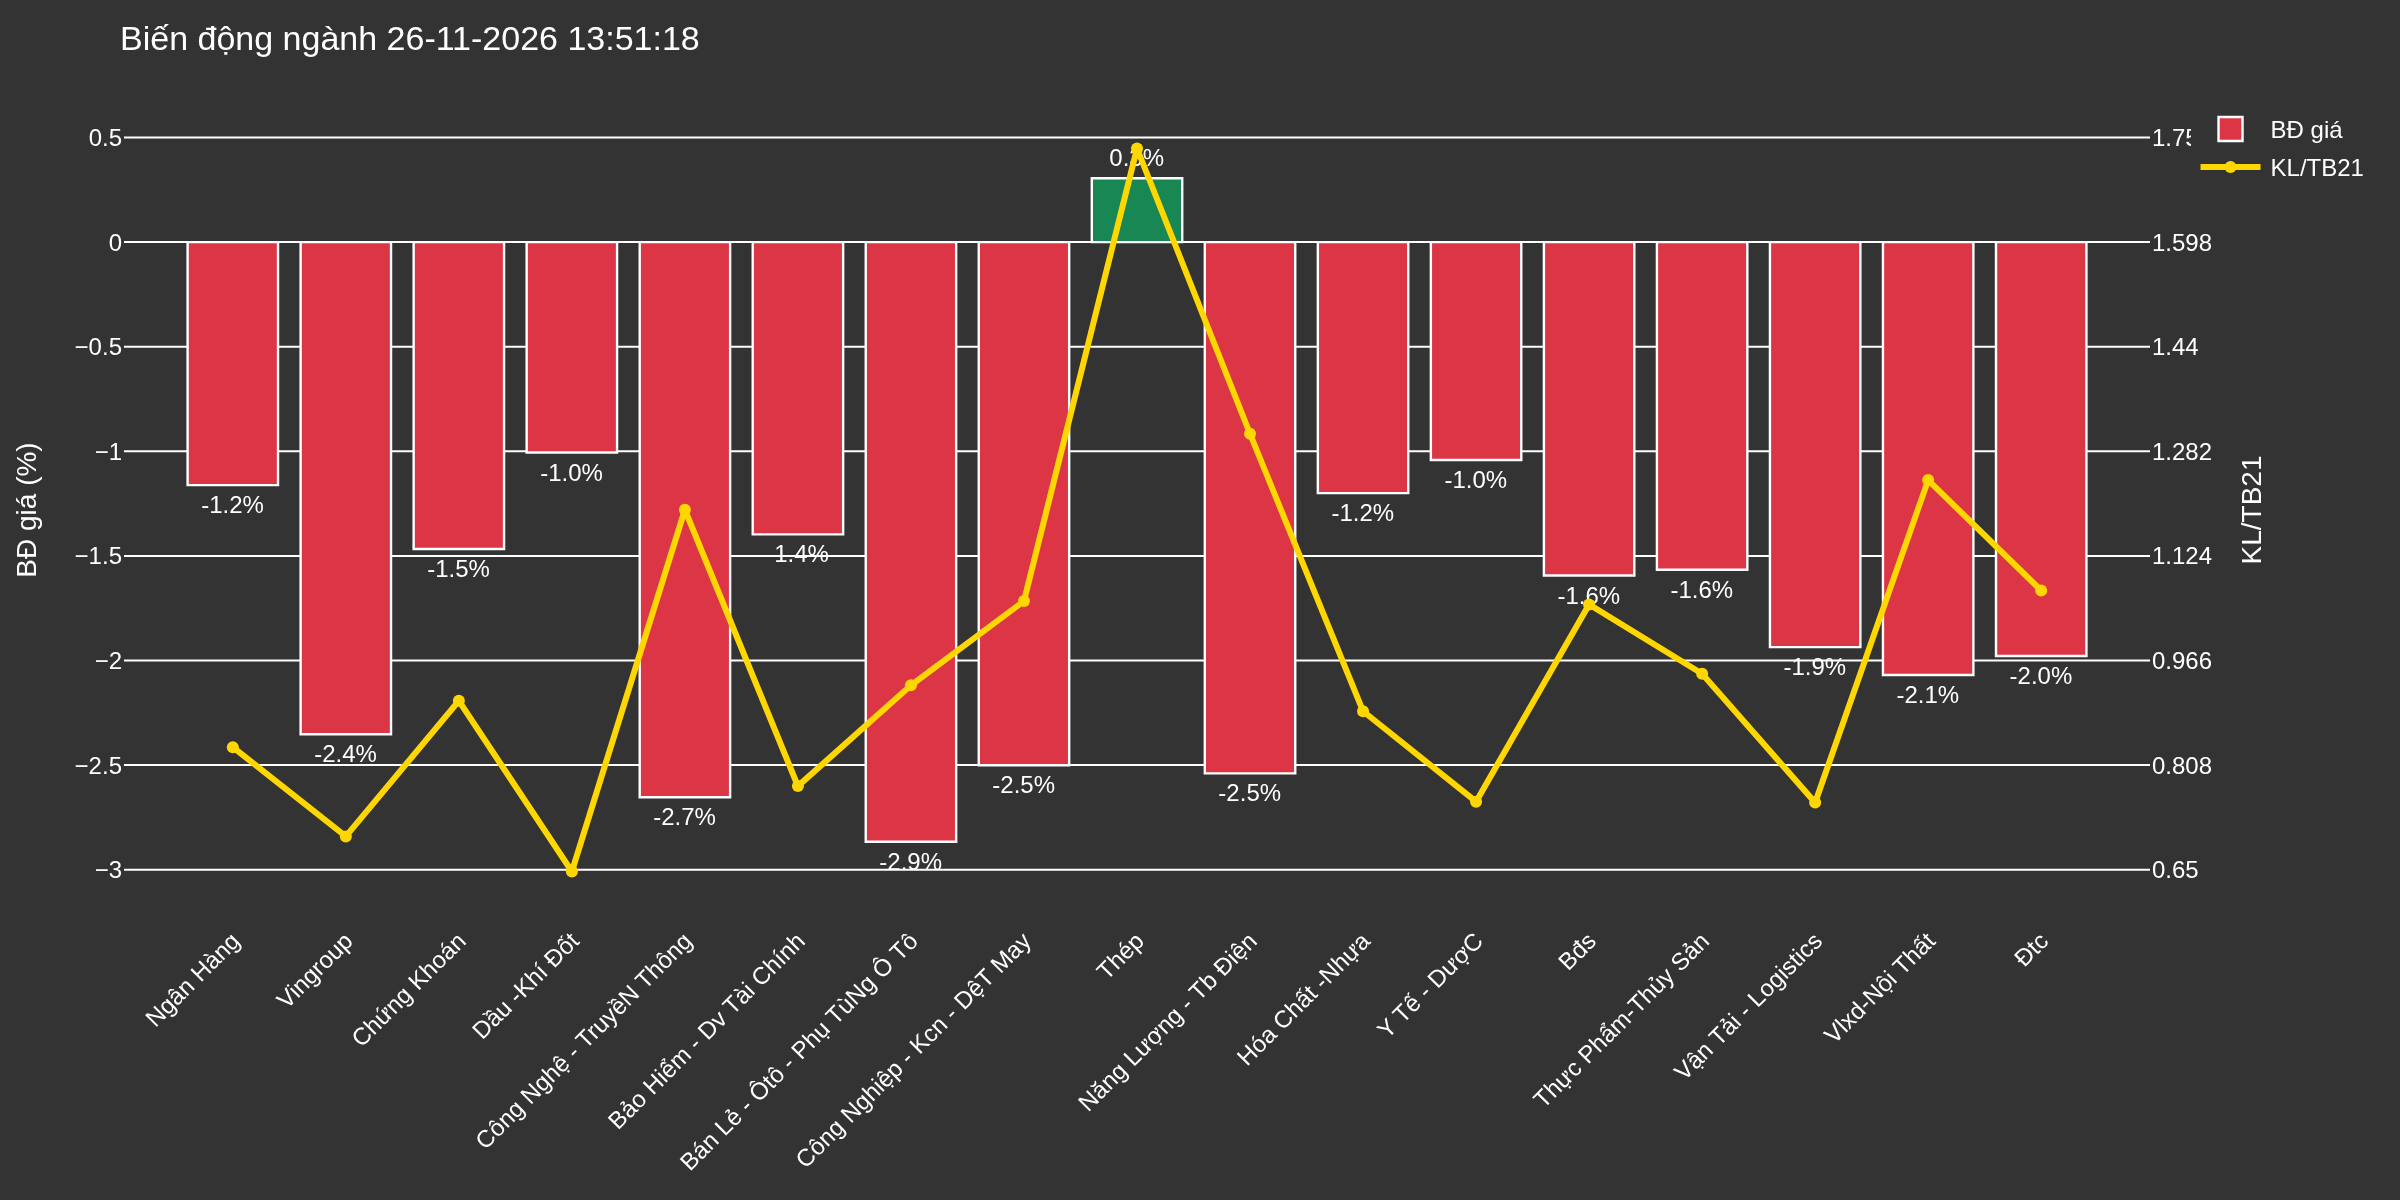 Biến động ngành 26-11-2026 13:51:18
BĐ giá
KL/TB21
BĐ giá (%)
0.5
0
−0.5
−1
−1.5
−2
−2.5
−3
-1.2%
-2.4%
-1.5%
-1.0%
-2.7%
1.4%
-2.9%
-2.5%
-2.5%
-1.2%
-1.0%
-1.6%
-1.6%
-1.9%
-2.1%
-2.0%
1.75
1.598
1.44
1.282
1.124
0.966
0.808
0.65
KL/TB21
Ngân Hàng
Vingroup
Chứng Khoán
Dầu -Khí Đốt
Công Nghệ - TruyềN Thông
Bảo Hiểm - Dv Tài Chính
Bán Lẻ - Ôtô - Phụ TùNg Ô Tô
Công Nghiệp - Kcn - DệT May
Thép
Năng Lượng - Tb Điện
Hóa Chất -Nhựa
Y Tế - DượC
Bđs
Thực Phẩm-Thủy Sản
Vận Tải - Logistics
Vlxd-Nội Thất
Đtc